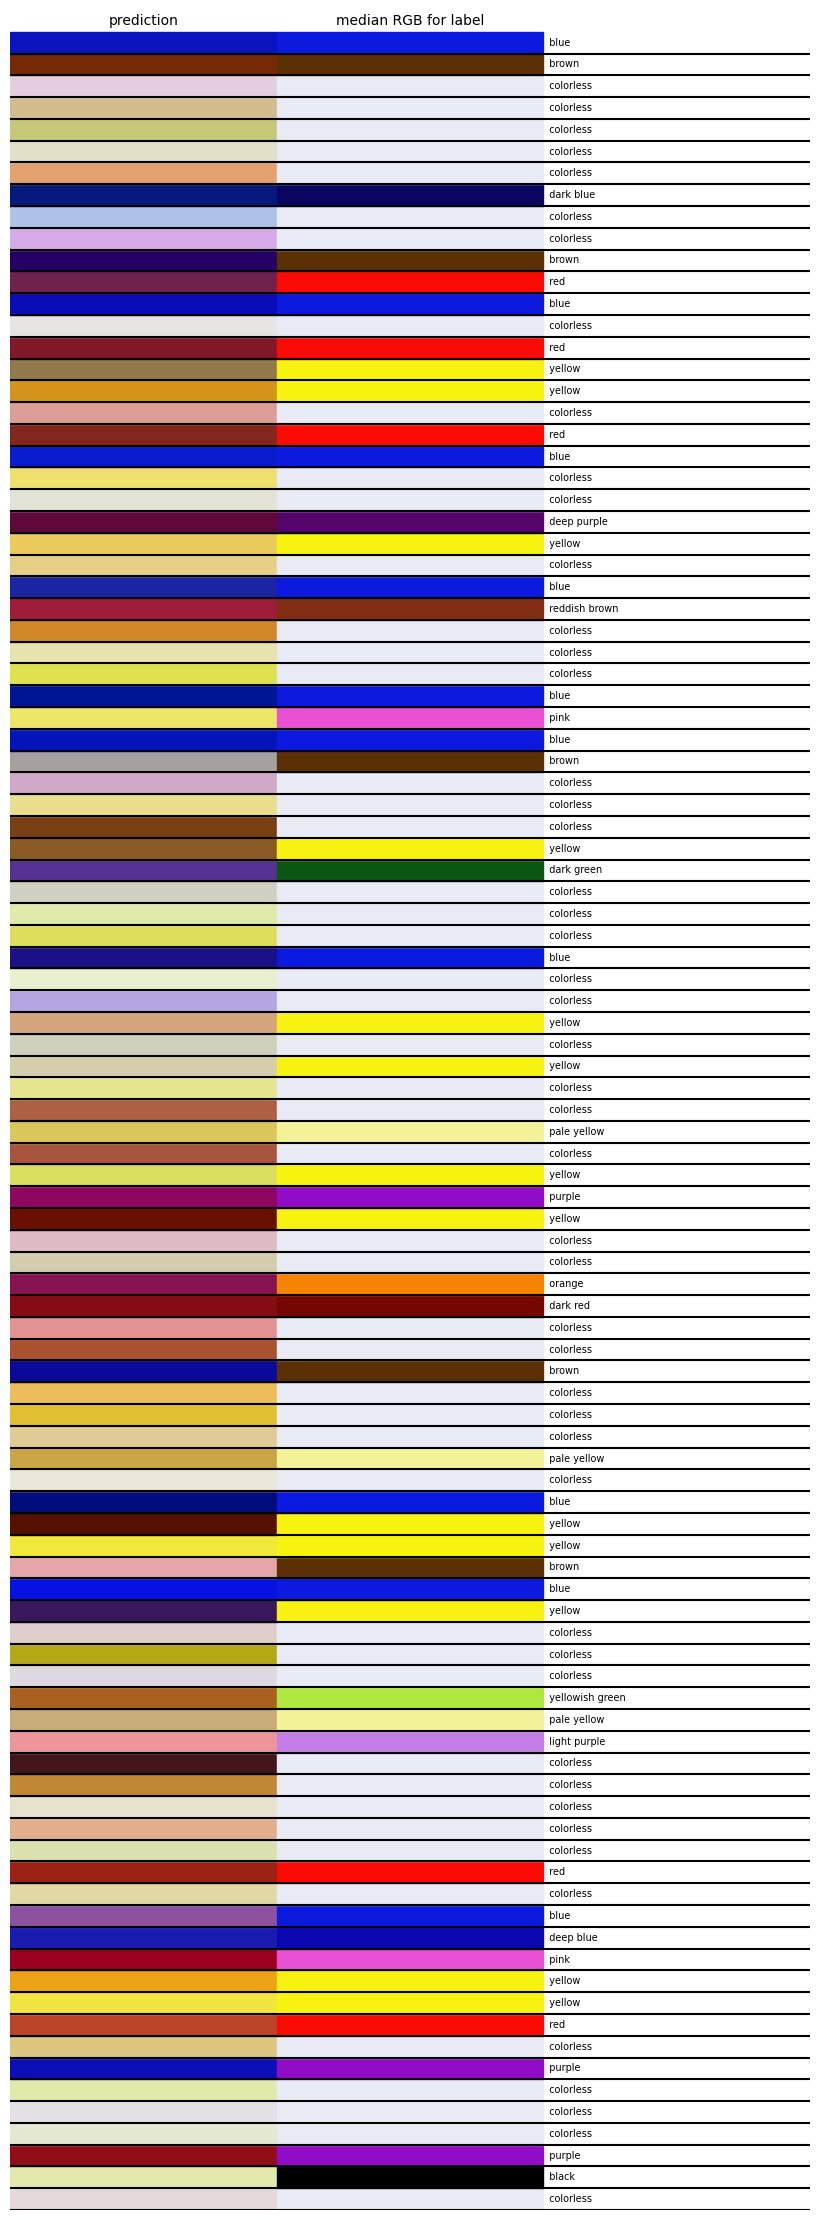 prediction median RGB for label
blue
brown
colorless
colorless
colorless
colorless
colorless
dark blue
colorless
colorless
brown
red
blue
colorless
red
yellow
yellow
colorless
red
blue
colorless
colorless
deep purple
yellow
colorless
blue
reddish brown
colorless
colorless
colorless
blue
pink
blue
brown
colorless
colorless
colorless
yellow
dark green
colorless
colorless
colorless
blue
colorless
colorless
yellow
colorless
yellow
colorless
colorless
pale yellow
colorless
yellow
purple
yellow
colorless
colorless
orange
dark red
colorless
colorless
brown
colorless
colorless
colorless
pale yellow
colorless
blue
yellow
yellow
brown
blue
yellow
colorless
colorless
colorless
yellowish green
pale yellow
light purple
colorless
colorless
colorless
colorless
colorless
red
colorless
blue
deep blue
pink
yellow
yellow
red
colorless
purple
colorless
colorless
colorless
purple
black
colorless